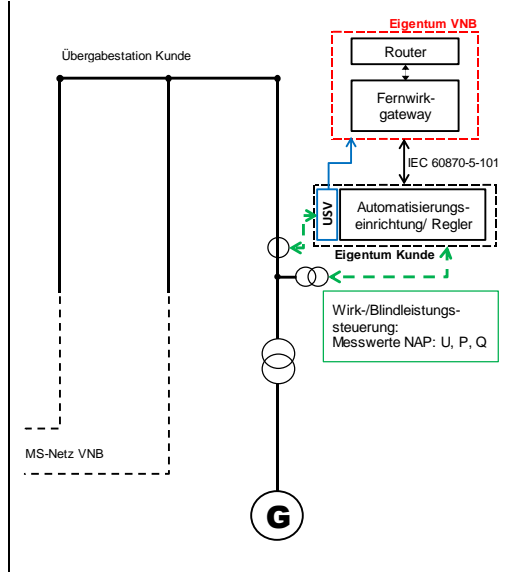 Eigentum VNB
Übergabestation Kunde
Router
Fernwirk-
gateway
IEC 60870-5-101
USV
Automatisierungs-
einrichtung/ Regler
Eigentum Kunde
Wirk-/Blindleistungs-
steuerung:
Messwerte NAP: U, P, Q
MS-Netz VNB
G